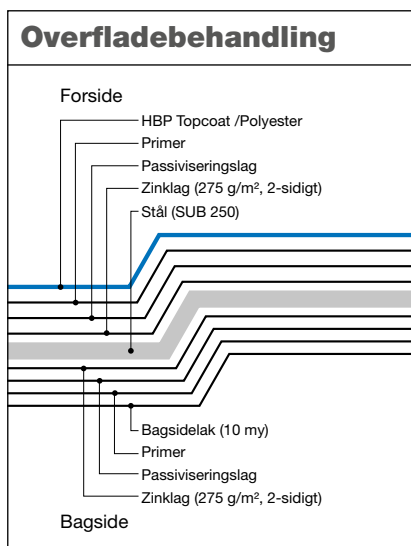 Overfladebehandling
Forside
HBP Topcoat /Polyester
Primer
Passiviseringslag
Zinklag (275 g/m², 2-sidigt)
Stål (SUB 250)
Bagsidelak (10 my)
Primer
Passiviseringslag
Zinklag (275 g/m², 2-sidigt)
Bagside